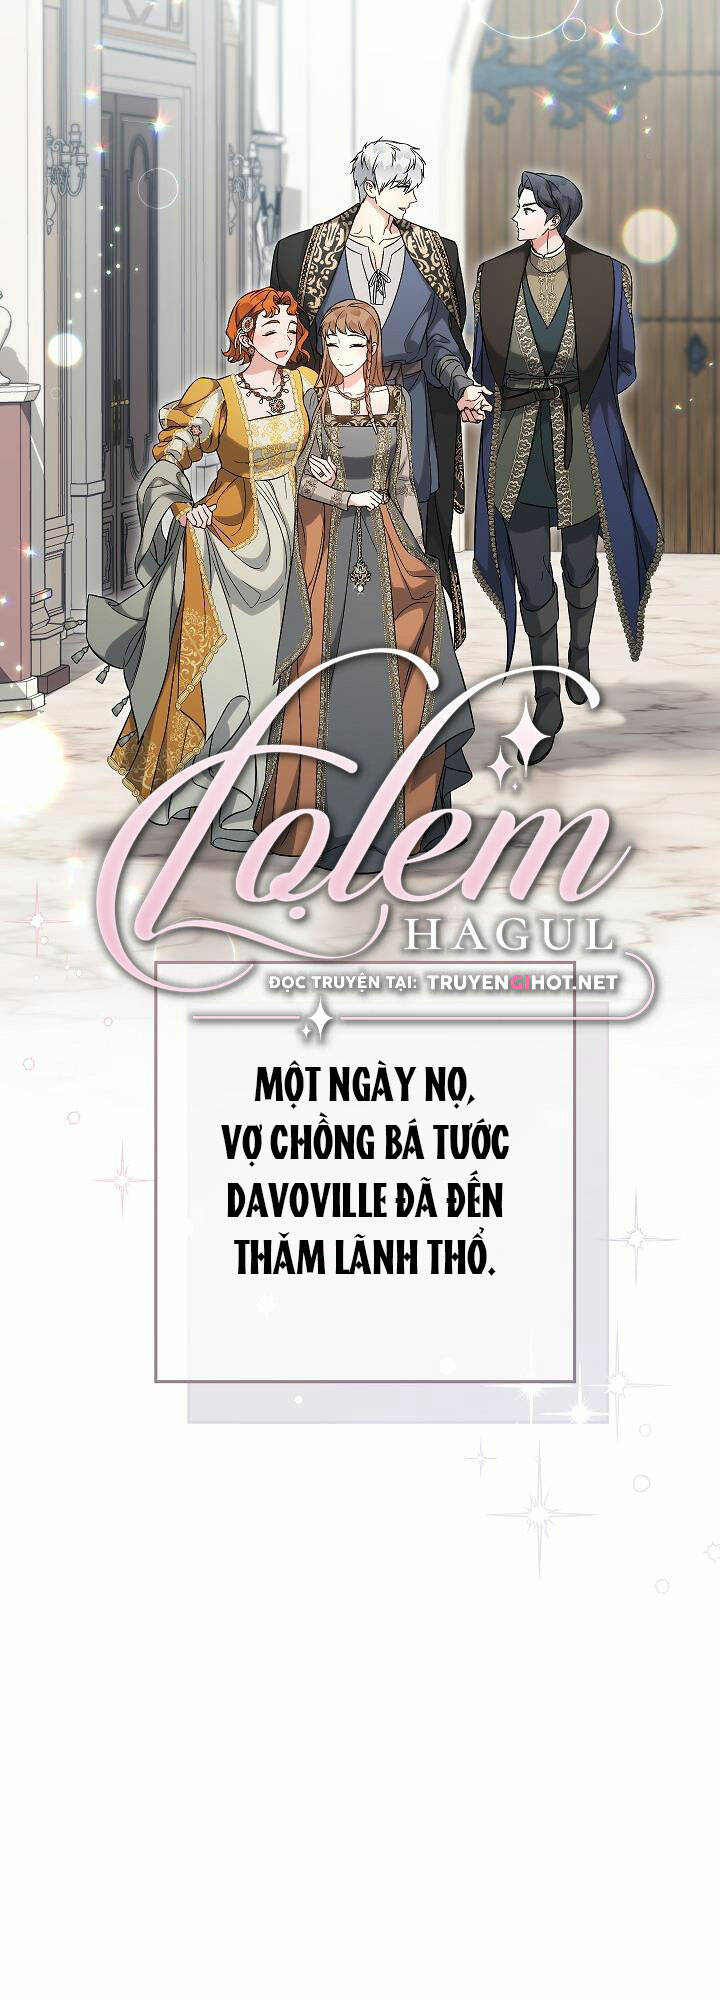 Lọlem
HAGUL
ĐỌC TRUYỆN TẠI: TRUYENGIHOT.NET
MỘT NGÀY NỌ,
VỢ CHỒNG BÁ TƯỚC
DAVOVILLE ĐÃ ĐẾN
THĂM LÃNH THỔ.